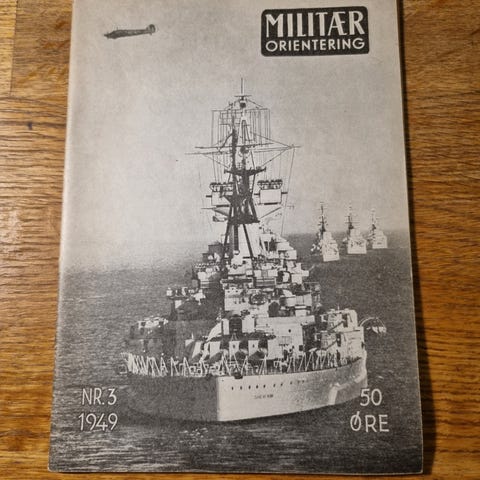 MILITÆR
ORIENTERING
NR. 3
1949
50
ØRE